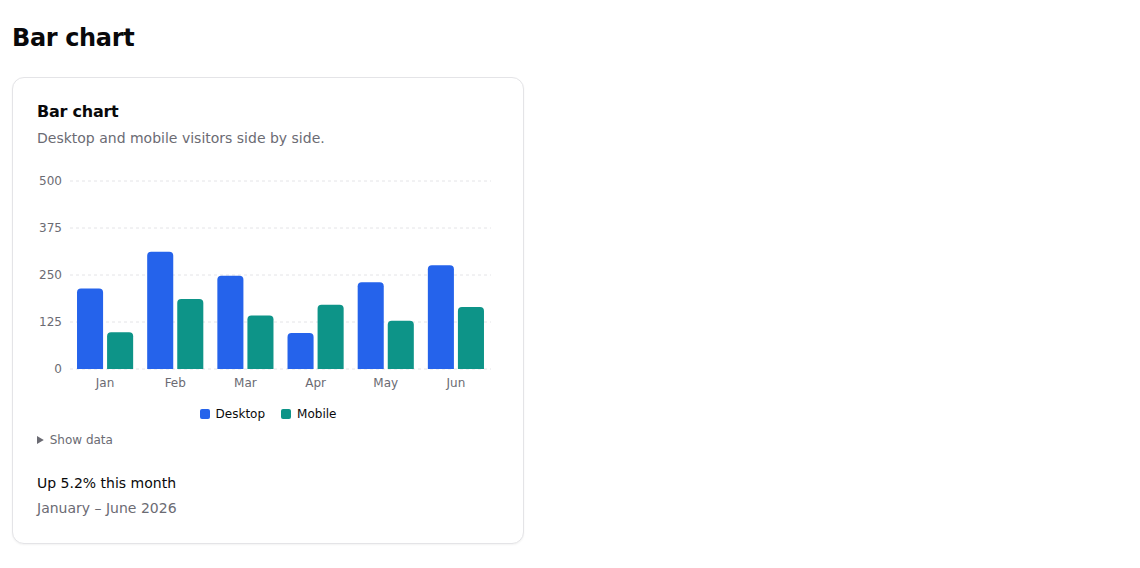 Bar chart
Bar chart
Desktop and mobile visitors side by side.
500
375
250
125
0
Jan Feb Mar Apr May Jun
Desktop Mobile
Show data
Up 5.2% this month
January – June 2026